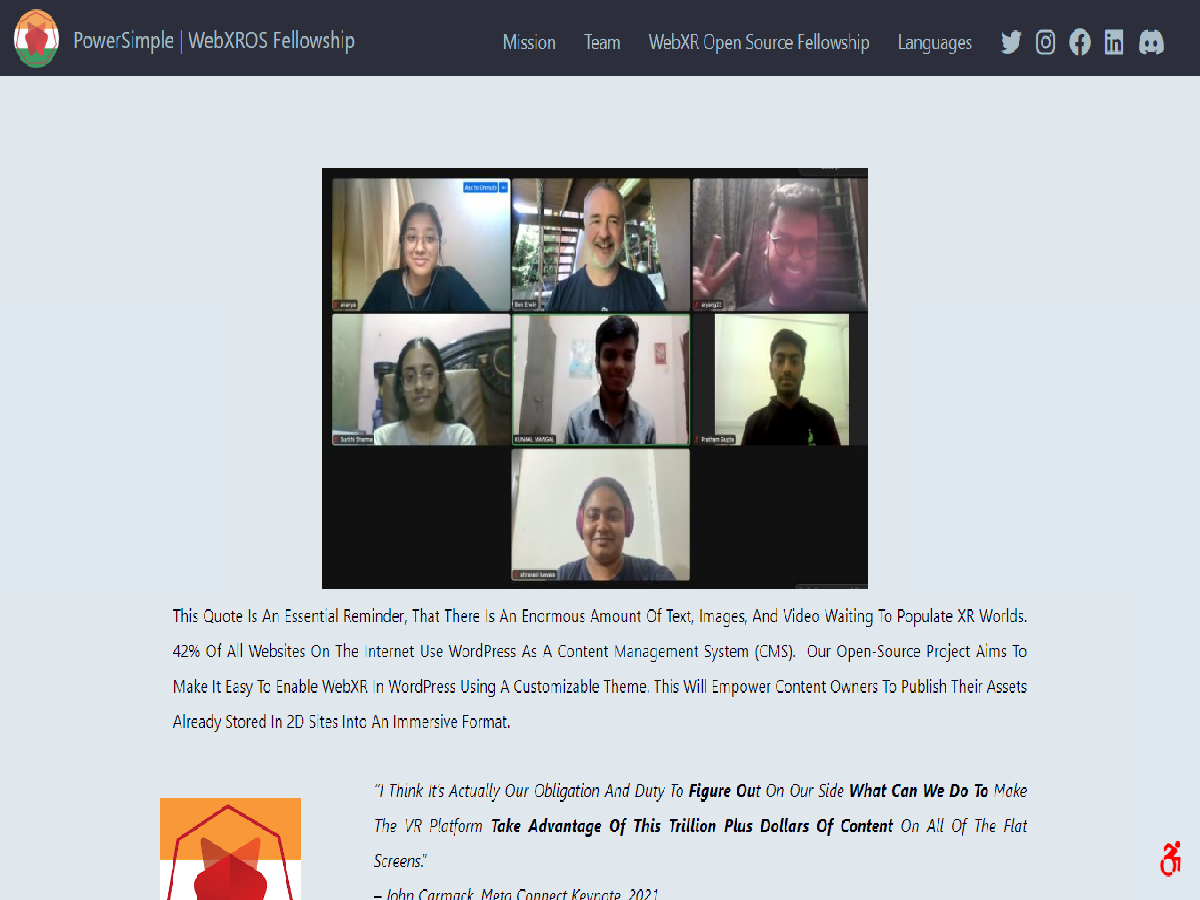 PowerSimple | WebXROS Fellowship
Mission
Team
WebXR Open Source Fellowship
Languages
Ask to Unmute
Ben Erwin
Surbhi Sharma
KUNAAL WANGAL
Pratham Gupta
This Quote Is An Essential Reminder, That There Is An Enormous Amount Of Text, Images, And Video Waiting To Populate XR Worlds.
42% Of All Websites On The Internet Use WordPress As A Content Management System (CMS). Our Open-Source Project Aims To
Make It Easy To Enable WebXR In WordPress Using A Customizable Theme. This Will Empower Content Owners To Publish Their Assets
Already Stored In 2D Sites Into An Immersive Format.
“I Think It's Actually Our Obligation And Duty To Figure Out On Our Side What Can We Do To Make
The VR Platform Take Advantage Of This Trillion Plus Dollars Of Content On All Of The Flat
Screens.”
– John Carmack, Meta Connect Keynote, 2021